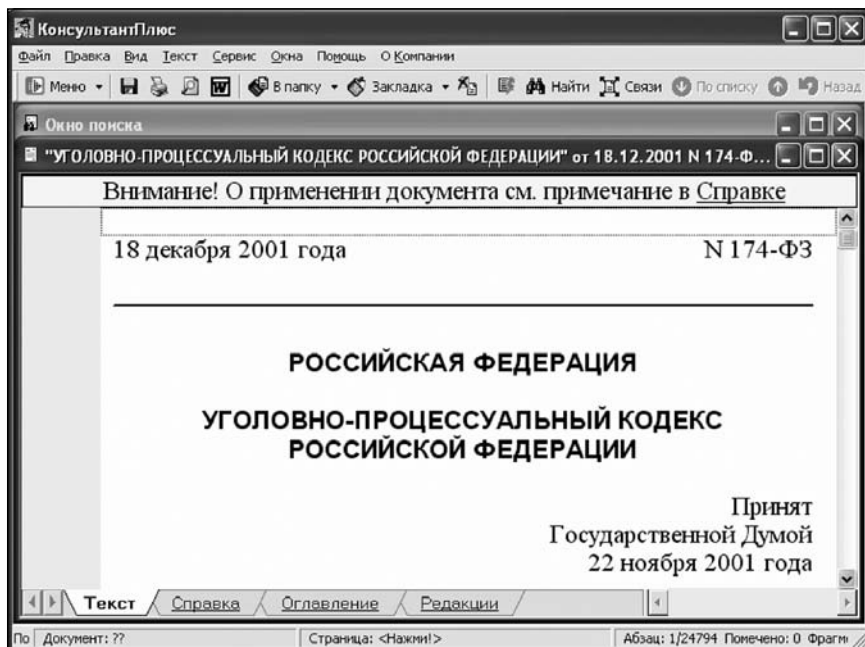 КонсультантПлюс
Файл Правка Вид Текст Сервис Окна Помощь О Компании
Меню В папку Закладка Найти Связи По списку Назад
Окно поиска
"УГОЛОВНО-ПРОЦЕССУАЛЬНЫЙ КОДЕКС РОССИЙСКОЙ ФЕДЕРАЦИИ" от 18.12.2001 N 174-Ф...
Внимание! О применении документа см. примечание в Справке
18 декабря 2001 года N 174-ФЗ
РОССИЙСКАЯ ФЕДЕРАЦИЯ
УГОЛОВНО-ПРОЦЕССУАЛЬНЫЙ КОДЕКС
РОССИЙСКОЙ ФЕДЕРАЦИИ
Принят
Государственной Думой
22 ноября 2001 года
Текст Справка Оглавление Редакции
По Документ: ?? Страница: <Нажми!> Абзац: 1/24794 Помечено: 0 Фрагм